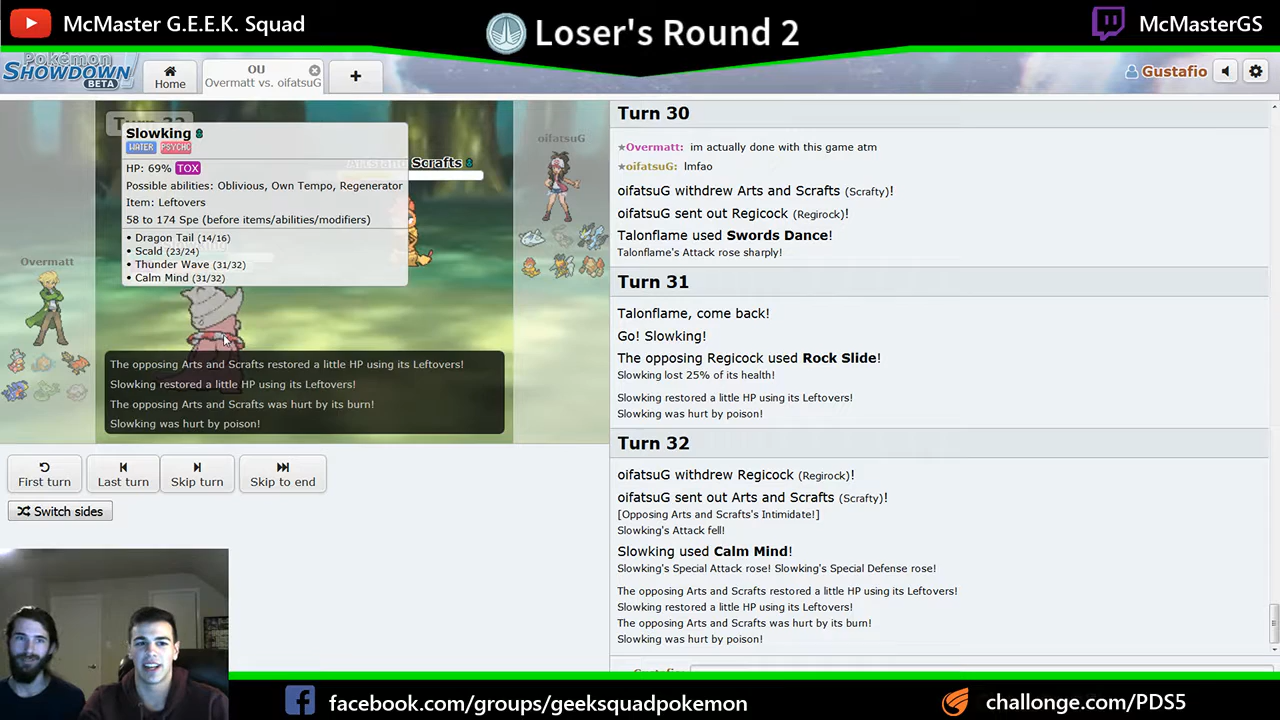 McMaster G.E.E.K. Squad
Loser's Round 2
McMasterGS
Pokémon
SHOWDOWN
BETA
Home
OU
Overmatt vs. oifatsuG
+
Gustafio
Slowking
WATER PSYCHC
HP: 69% TOX
Possible abilities: Oblivious, Own Tempo, Regenerator
Item: Leftovers
58 to 174 Spe (before items/abilities/modifiers)
• Dragon Tail (14/16)
• Scald (23/24)
• Thunder Wave (31/32)
• Calm Mind (31/32)
Scrafts
oifatsuG
Overmatt
The opposing Arts and Scrafts restored a little HP using its Leftovers!
Slowking restored a little HP using its Leftovers!
The opposing Arts and Scrafts was hurt by its burn!
Slowking was hurt by poison!
First turn
Last turn
Skip turn
Skip to end
Switch sides
Turn 30
★Overmatt: im actually done with this game atm
★oifatsuG: lmfao
oifatsuG withdrew Arts and Scrafts (Scrafty)!
oifatsuG sent out Regicock (Regirock)!
Talonflame used Swords Dance!
Talonflame's Attack rose sharply!
Turn 31
Talonflame, come back!
Go! Slowking!
The opposing Regicock used Rock Slide!
Slowking lost 25% of its health!
Slowking restored a little HP using its Leftovers!
Slowking was hurt by poison!
Turn 32
oifatsuG withdrew Regicock (Regirock)!
oifatsuG sent out Arts and Scrafts (Scrafty)!
[Opposing Arts and Scrafts's Intimidate!]
Slowking's Attack fell!
Slowking used Calm Mind!
Slowking's Special Attack rose! Slowking's Special Defense rose!
The opposing Arts and Scrafts restored a little HP using its Leftovers!
Slowking restored a little HP using its Leftovers!
The opposing Arts and Scrafts was hurt by its burn!
Slowking was hurt by poison!
facebook.com/groups/geeksquadpokemon
challonge.com/PDS5